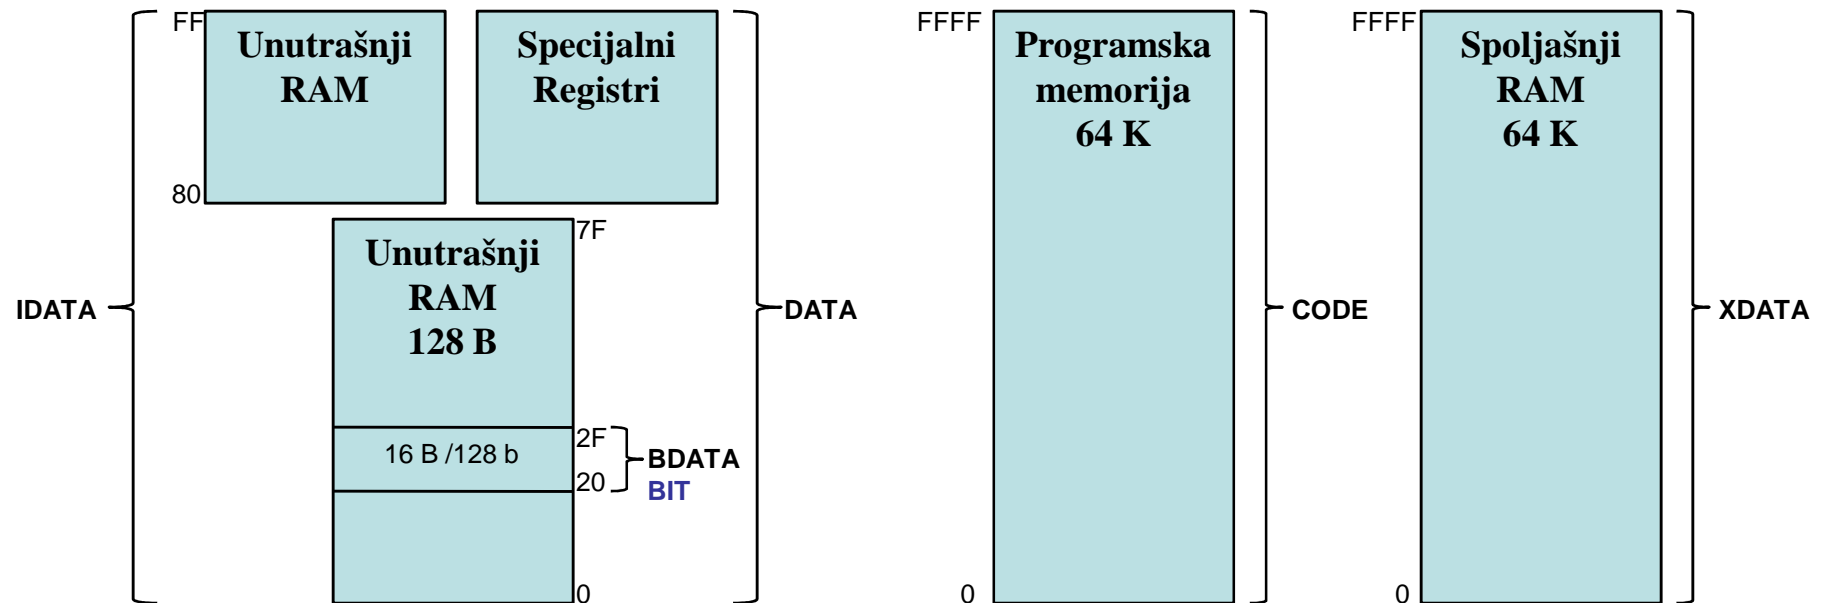 FF
Unutrašnji
RAM
80
Specijalni
Registri
7F
Unutrašnji
RAM
128 B
IDATA
DATA
2F
16 B /128 b
BDATA
20
BIT
0
FFFF
Programska
memorija
64 K
CODE
0
FFFF
Spoljašnji
RAM
64 K
XDATA
0